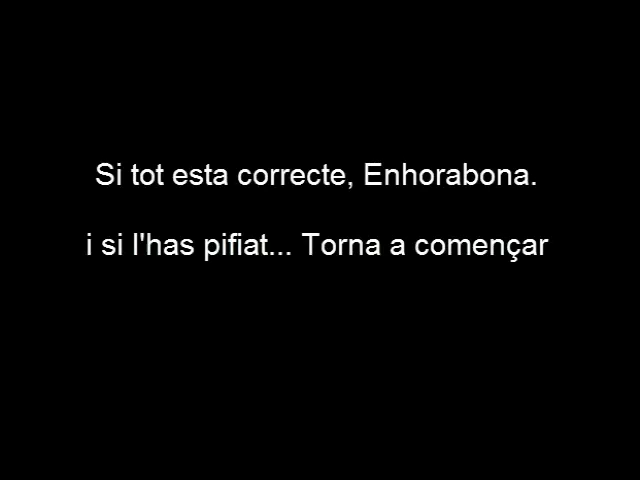 Si tot esta correcte, Enhorabona.
i si l'has pifiat... Torna a començar